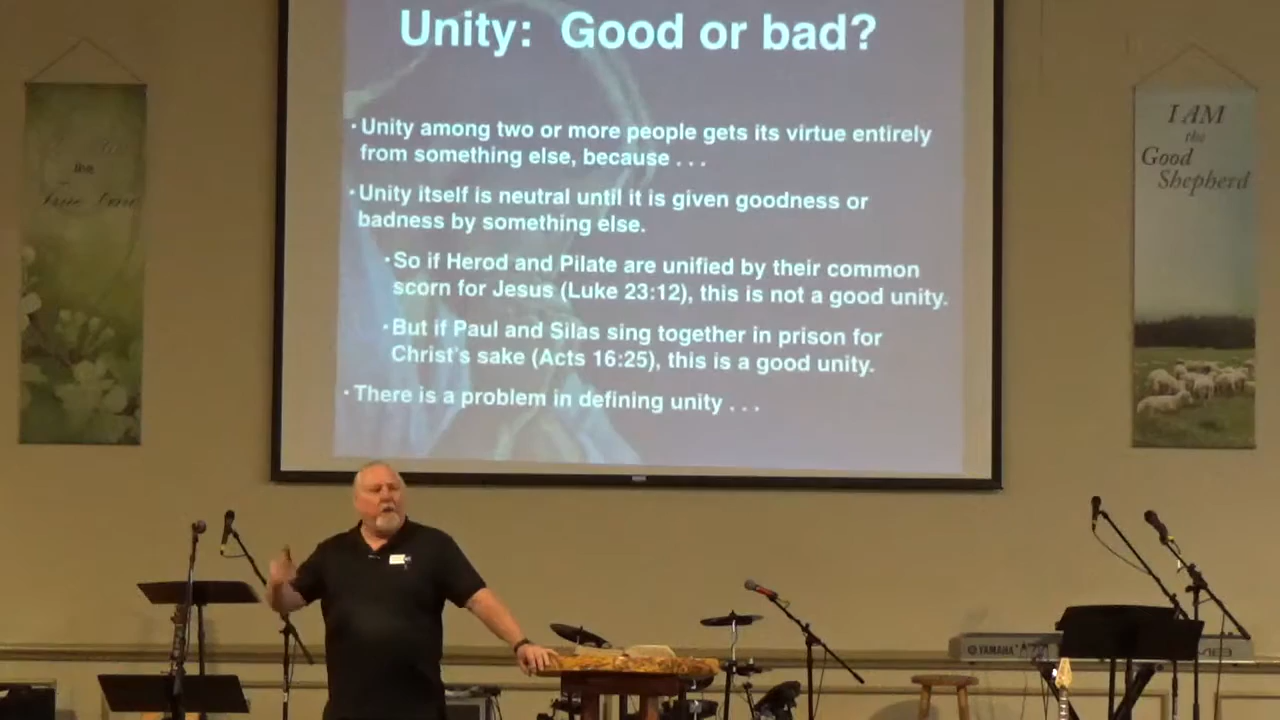 Unity: Good or bad?
• Unity among two or more people gets its virtue entirely
from something else, because . . .
• Unity itself is neutral until it is given goodness or
badness by something else.
• So if Herod and Pilate are unified by their common
scorn for Jesus (Luke 23:12), this is not a good unity.
• But if Paul and Silas sing together in prison for
Christ's sake (Acts 16:25), this is a good unity.
• There is a problem in defining unity . . .
the
I AM
the
Good
Shepherd
YAMAHA